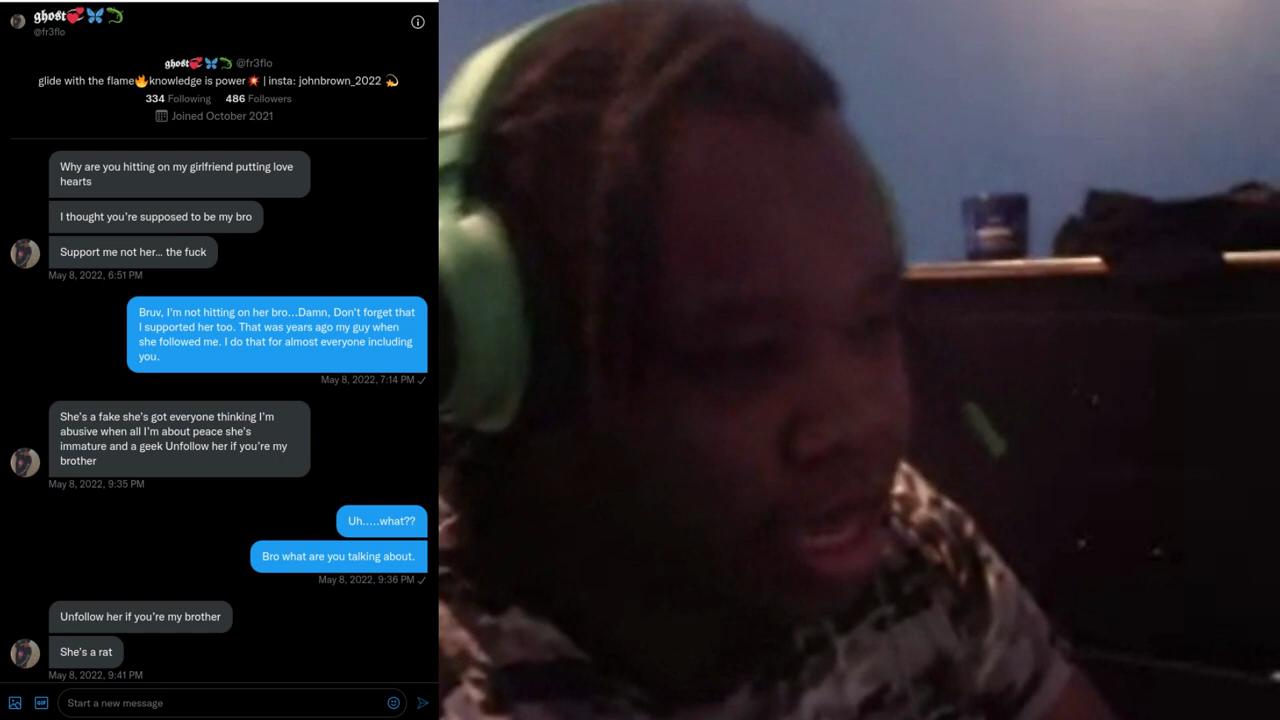 ghost💞🦋🐉
@fr3flo
ghost💞🦋🐉 @fr3flo
glide with the flame🔥knowledge is power💥 | insta: johnbrown_2022 💫
334 Following 486 Followers
Joined October 2021
Why are you hitting on my girlfriend putting love
hearts
I thought you're supposed to be my bro
Support me not her... the fuck
May 8, 2022, 6:51 PM
Bruv, I'm not hitting on her bro...Damn, Don't forget that
I supported her too. That was years ago my guy when
she followed me. I do that for almost everyone including
you.
May 8, 2022, 7:14 PM ✓
She's a fake she's got everyone thinking I'm
abusive when all I'm about peace she's
immature and a geek Unfollow her if you're my
brother
May 8, 2022, 9:35 PM
Uh.....what??
Bro what are you talking about.
May 8, 2022, 9:36 PM ✓
Unfollow her if you're my brother
She's a rat
May 8, 2022, 9:41 PM
GIF
Start a new message